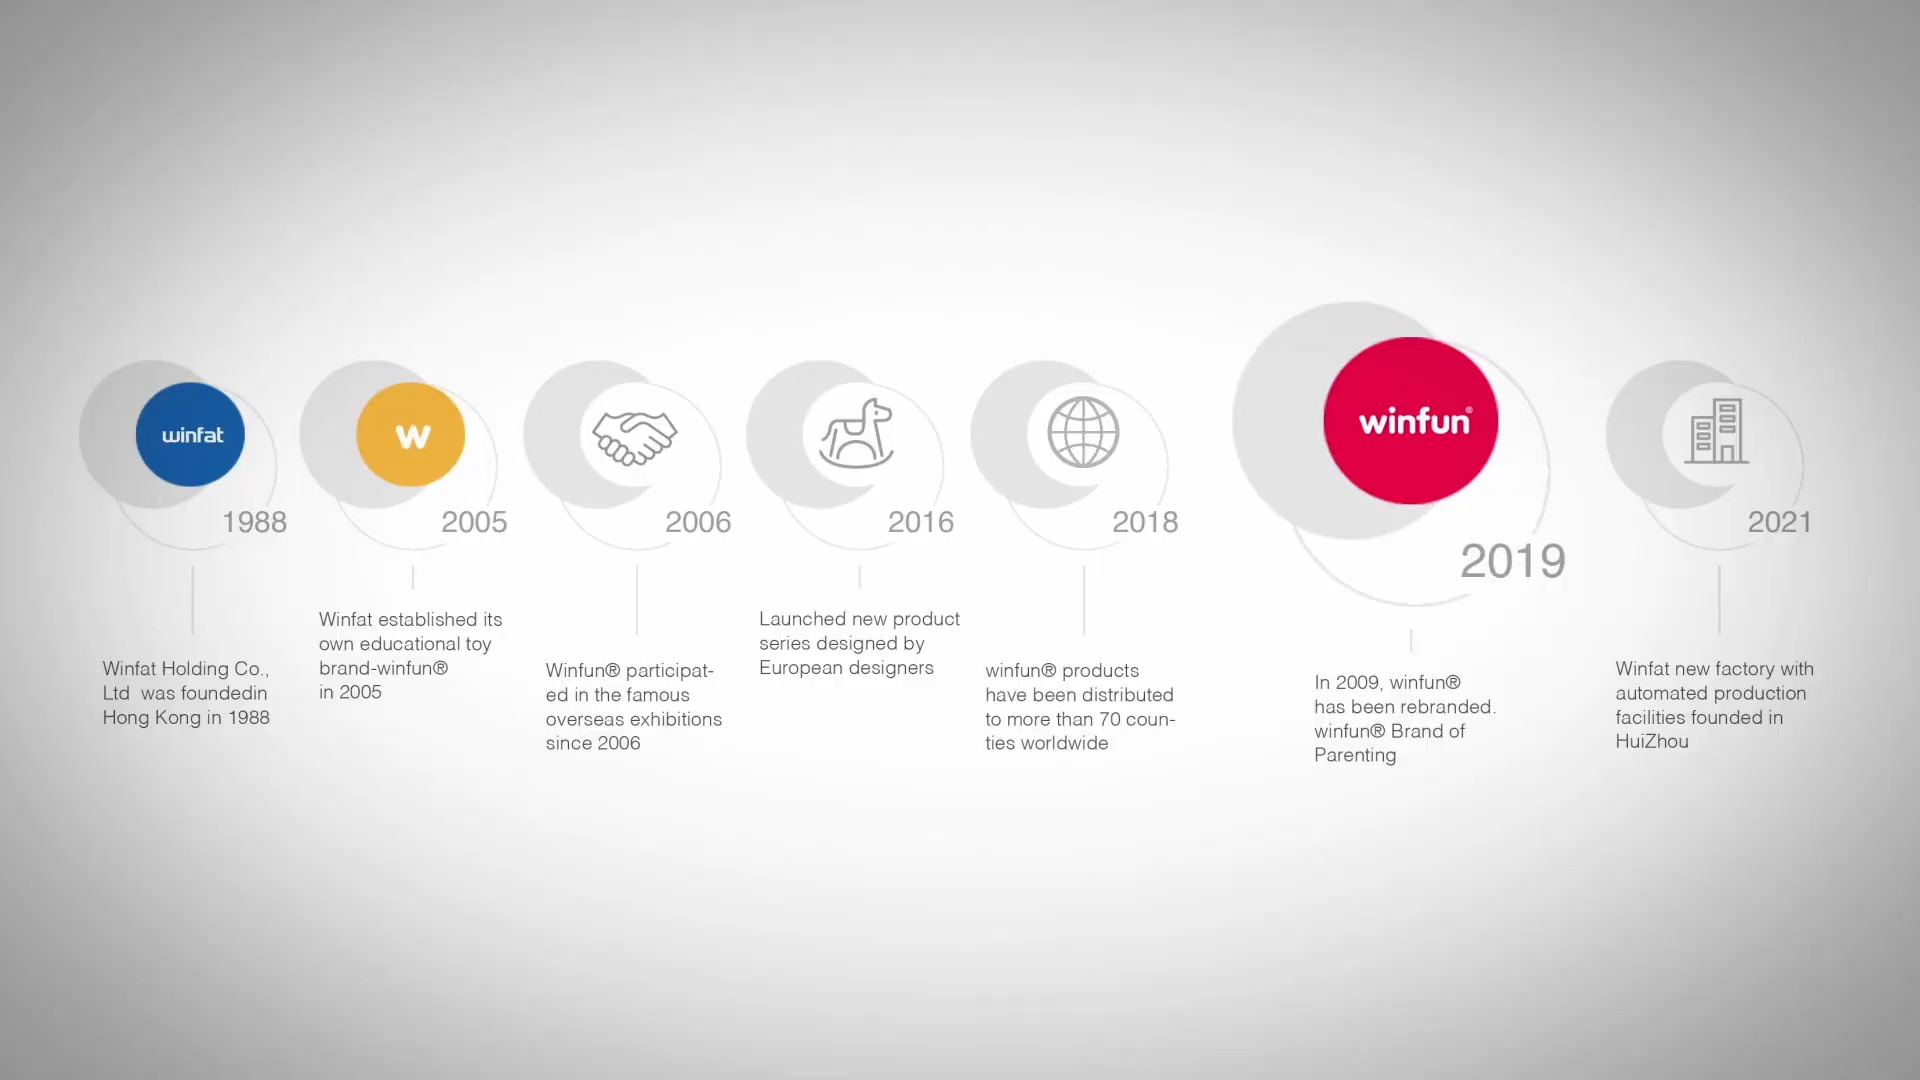 winfat
1988
Winfat Holding Co.,
Ltd was foundedin
Hong Kong in 1988
w
2005
Winfat established its
own educational toy
brand-winfun®
in 2005
2006
Winfun® participat-
ed in the famous
overseas exhibitions
since 2006
2016
Launched new product
series designed by
European designers
2018
winfun® products
have been distributed
to more than 70 coun-
ties worldwide
winfun®
2019
In 2009, winfun®
has been rebranded.
winfun® Brand of
Parenting
2021
Winfat new factory with
automated production
facilities founded in
HuiZhou